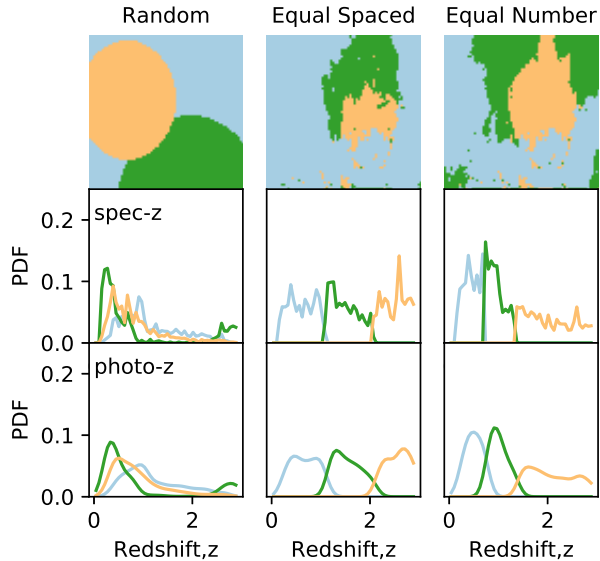 Random Equal Spaced Equal Number
spec-z
PDF
0.2
0.1
0.0
photo-z
PDF
0.2
0.1
0.0
0 2 0 2 0 2
Redshift,z Redshift,z Redshift,z